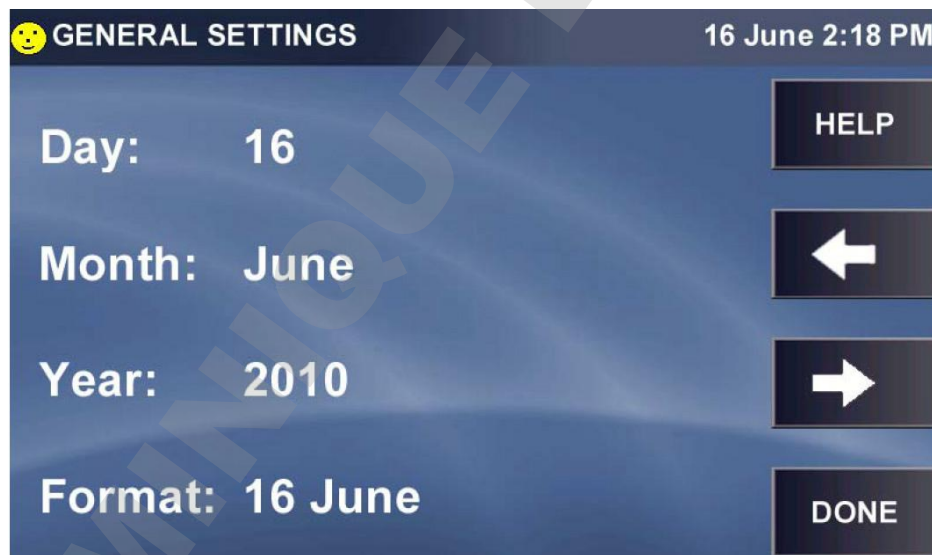 GENERAL SETTINGS 16 June 2:18 PM
HELP
Day: 16
Month: June
Year: 2010
Format: 16 June
DONE